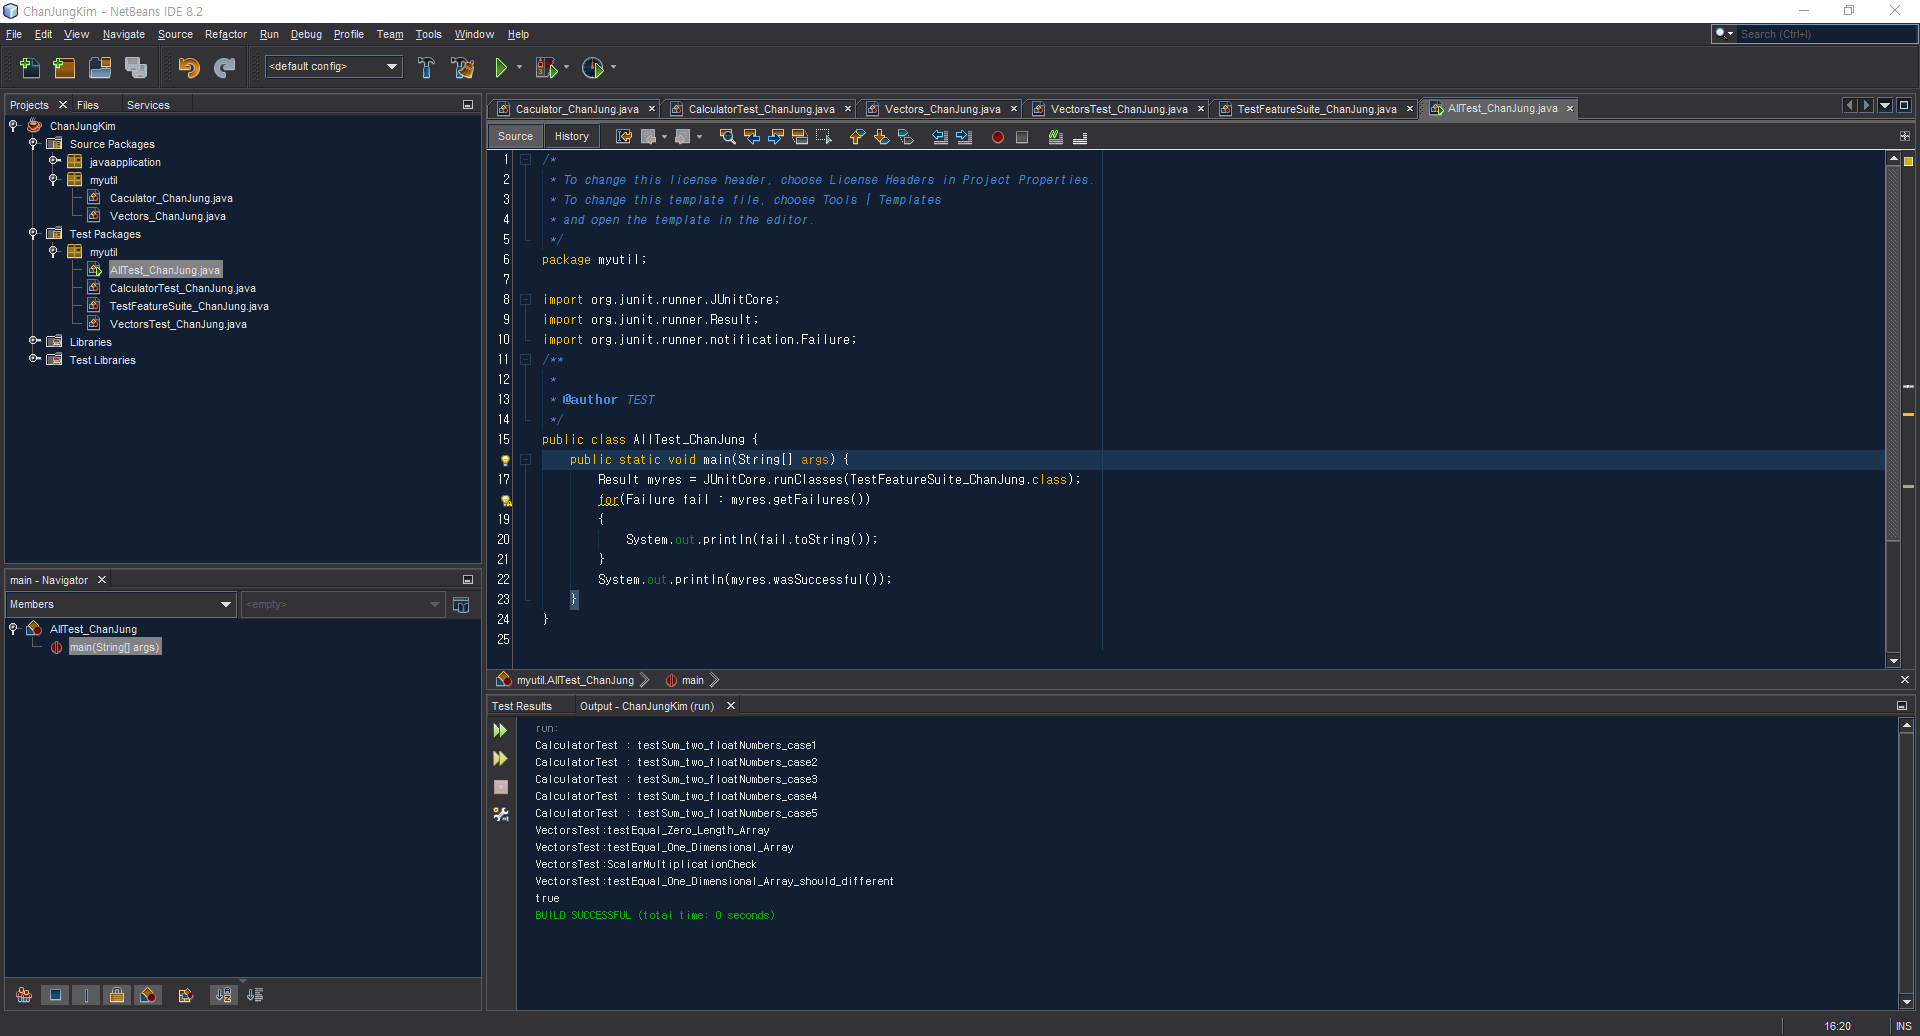 ChanJungKim - NetBeans IDE 8.2
File Edit View Navigate Source Refactor Run Debug Profile Team Tools Window Help
Search (Ctrl+I)
<default config>
Projects Files Services
ChanJungKim
Source Packages
javaapplication
myutil
Caculator_ChanJung.java
Vectors_ChanJung.java
Test Packages
myutil
AllTest_ChanJung.java
CalculatorTest_ChanJung.java
TestFeatureSuite_ChanJung.java
VectorsTest_ChanJung.java
Libraries
Test Libraries
main - Navigator
Members
<empty>
AllTest_ChanJung
main(String[] args)
Caculator_ChanJung.java CalculatorTest_ChanJung.java Vectors_ChanJung.java VectorsTest_ChanJung.java TestFeatureSuite_ChanJung.java AllTest_ChanJung.java
Source History
1 /*
2 * To change this license header, choose License Headers in Project Properties.
3 * To change this template file, choose Tools | Templates
4 * and open the template in the editor.
5 */
6 package myutil;
7
8 import org.junit.runner.JUnitCore;
9 import org.junit.runner.Result;
10 import org.junit.runner.notification.Failure;
11 /**
12 *
13 * @author TEST
14 */
15 public class AllTest_ChanJung {
public static void main(String[] args) {
17 Result myres = JUnitCore.runClasses(TestFeatureSuite_ChanJung.class);
for(Failure fail : myres.getFailures())
19 {
20 System.out.println(fail.toString());
21 }
22 System.out.println(myres.wasSuccessful());
23 }
24 }
25
myutil.AllTest_ChanJung main
Test Results Output - ChanJungKim (run)
run:
CalculatorTest : testSum_two_floatNumbers_case1
CalculatorTest : testSum_two_floatNumbers_case2
CalculatorTest : testSum_two_floatNumbers_case3
CalculatorTest : testSum_two_floatNumbers_case4
CalculatorTest : testSum_two_floatNumbers_case5
VectorsTest:testEqual_Zero_Length_Array
VectorsTest:testEqual_One_Dimensional_Array
VectorsTest:ScalarMultiplicationCheck
VectorsTest:testEqual_One_Dimensional_Array_should_different
true
BUILD SUCCESSFUL (total time: 0 seconds)
16:20 INS